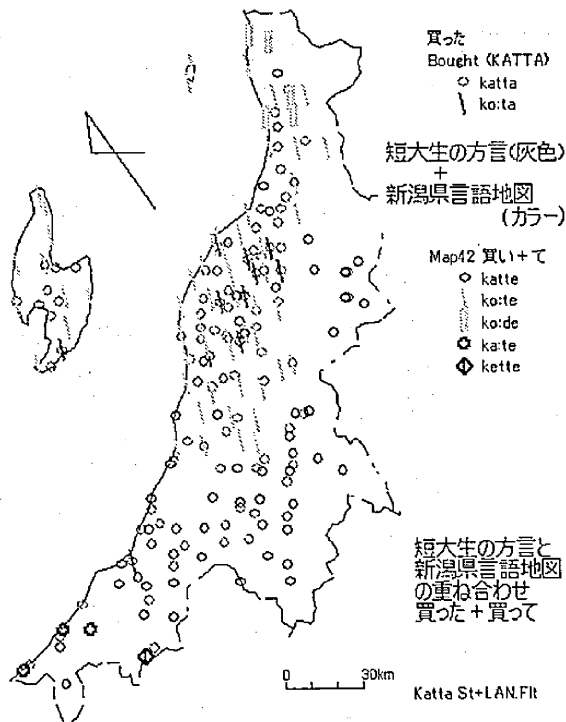 買った
Bought (KATTA)
katta
ko:ta
短大生の方言(灰色)
+
新潟県言語地図
(カラー)
Map42 買い+て
katte
ko:te
ko:de
ka:te
kette
短大生の方言と
新潟県言語地図
の重ね合わせ
買った+買って
0 30km
Katta St+LAN.Flt